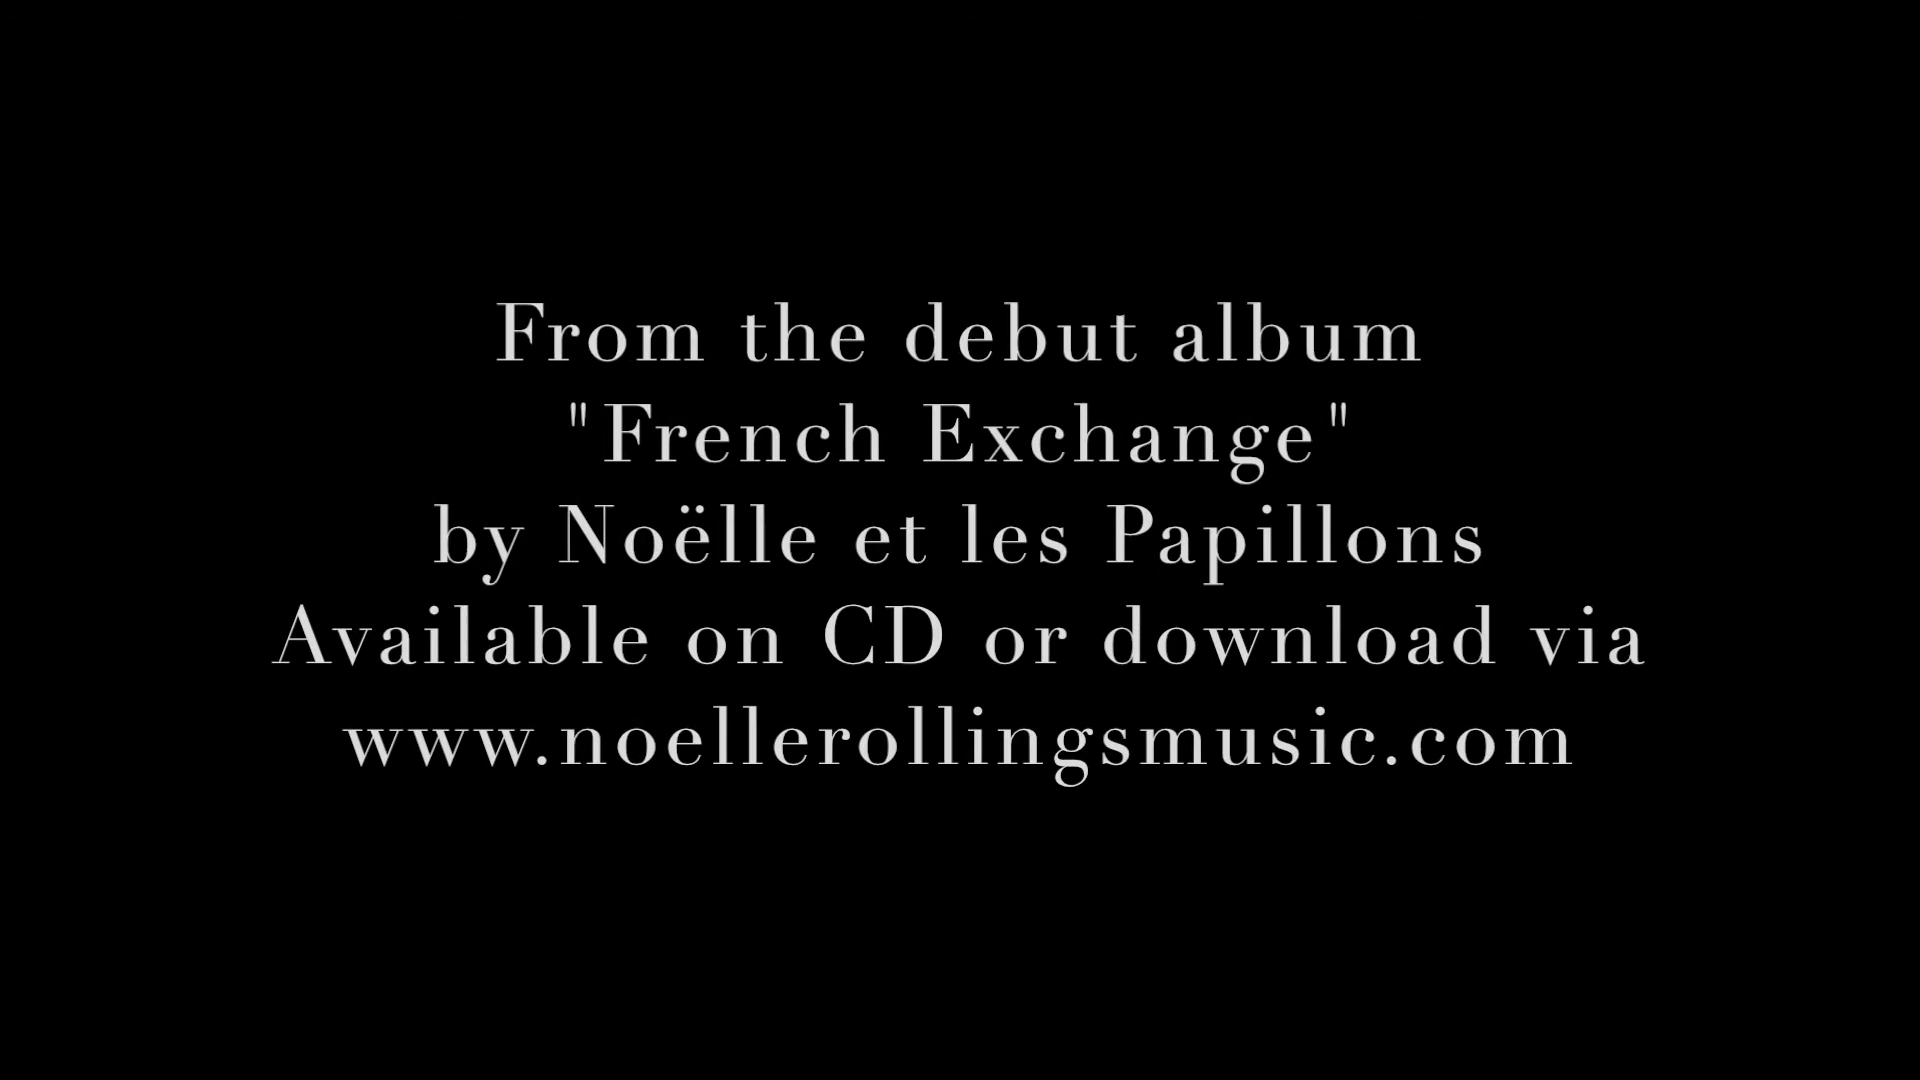 From the debut album
"French Exchange"
by Noëlle et les Papillons
Available on CD or download via
www.noellerollingsmusic.com